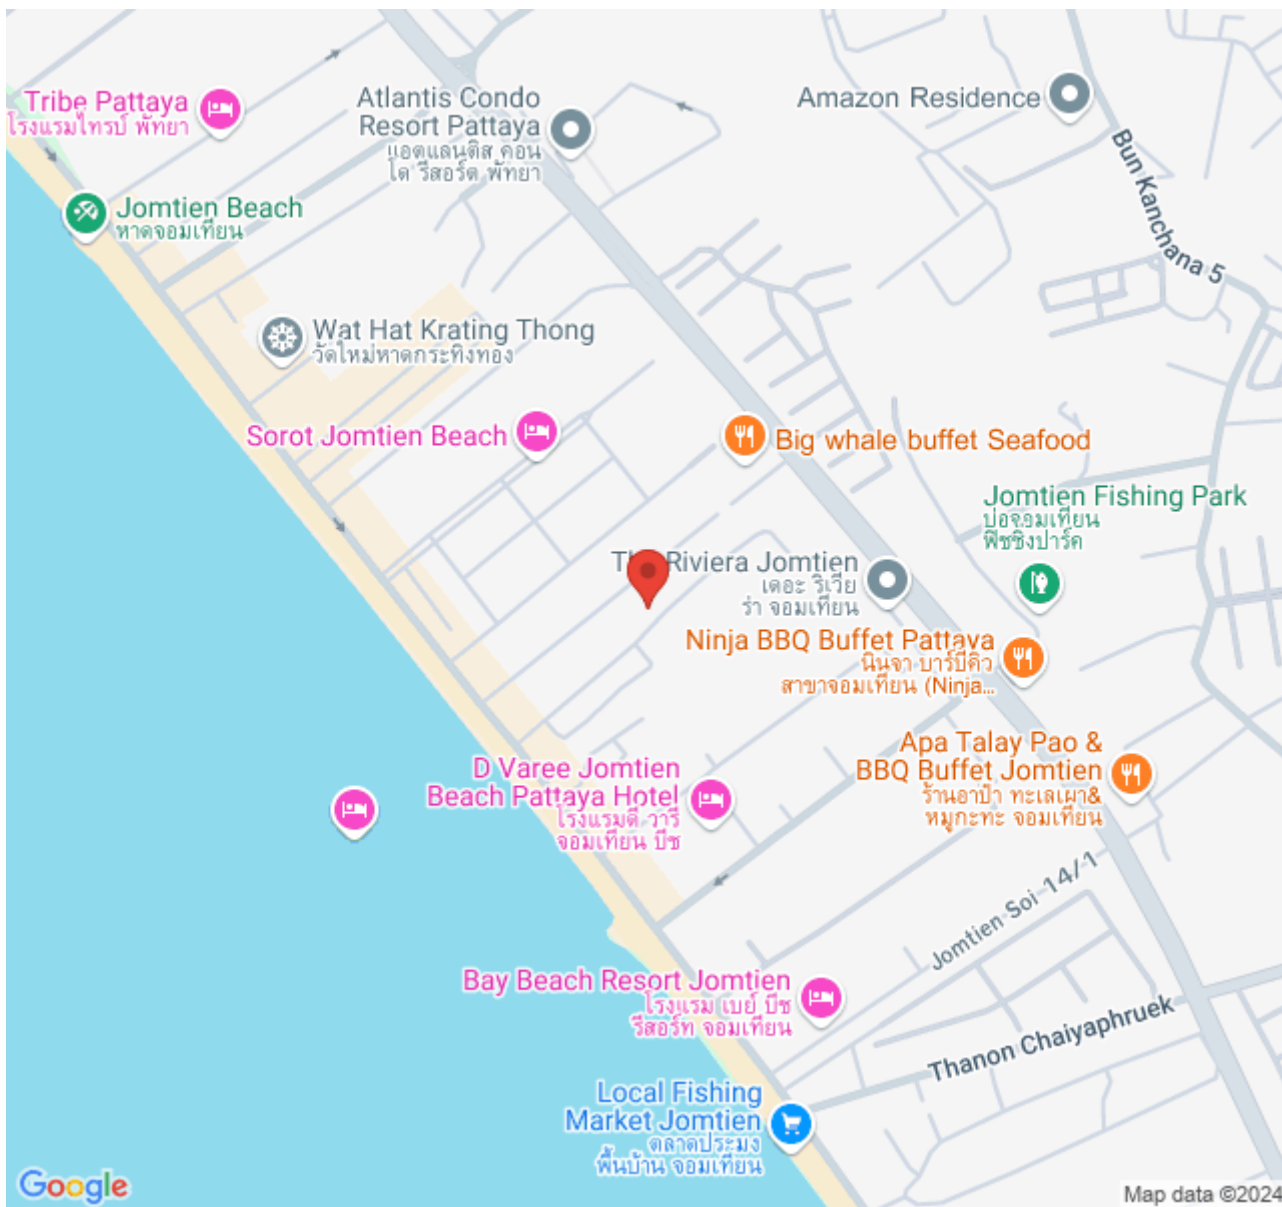 Tribe Pattaya
โรงแรมไทรบ์ พัทยา
Atlantis Condo
Resort Pattaya
แอตแลนติส คอน
โด รีสอร์ต พัทยา
Amazon Residence
Bun Kanchana 5
Jomtien Beach
หาดจอมเทียน
Wat Hat Krating Thong
วัดใหม่หาดกระทิงทอง
Sorot Jomtien Beach
Big whale buffet Seafood
Jomtien Fishing Park
บ่อจอมเทียน
ฟิชชิ่งปาร์ค
Riviera Jomtien
เดอะ ริเวีย
ร่า จอมเทียน
Ninja BBQ Buffet Pattaya
นินจา บาร์บีคิว
สาขาจอมเทียน (Ninja...
Apa Talay Pao &
BBQ Buffet Jomtien
ร้านอาป๋า ทะเลเผา&
หมูกะทะ จอมเทียน
D Varee Jomtien
Beach Pattaya Hotel
โรงแรมดี วารี
จอมเทียน บีช
Jomtien Soi 14/1
Bay Beach Resort Jomtien
โรงแรม เบย์ บีช
รีสอร์ท จอมเทียน
Thanon Chaiyaphruek
Local Fishing
Market Jomtien
ตลาดประมง
พื้นบ้าน จอมเทียน
Google
Map data ©2024